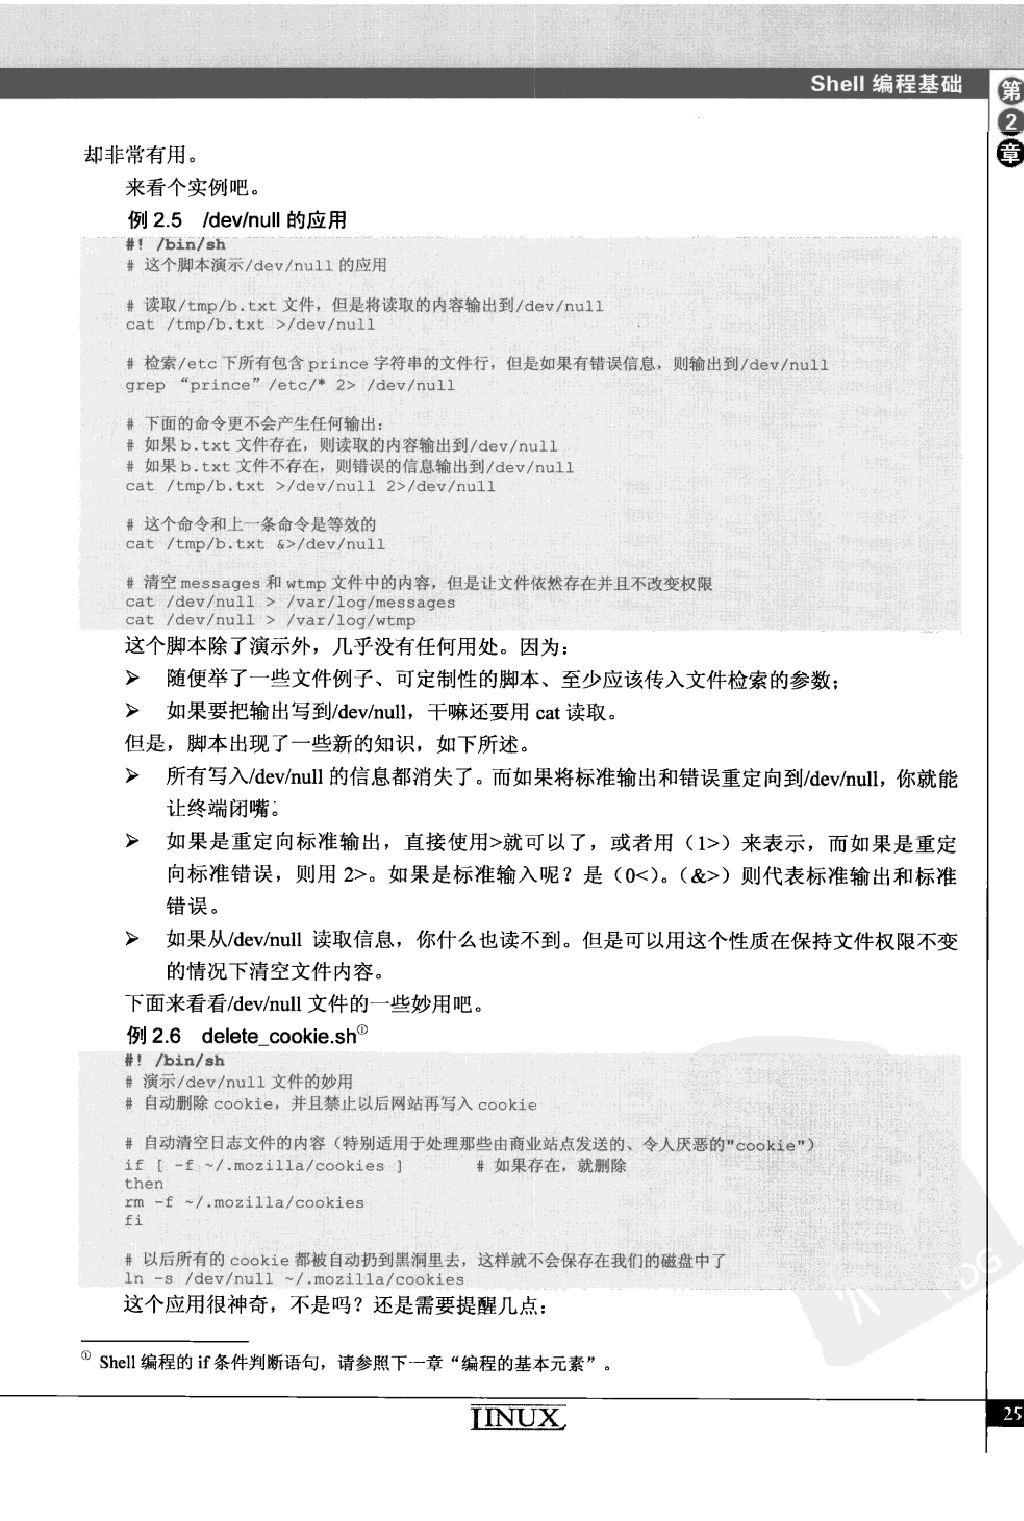 Shell 编程基础
第2章
却非常有用。
来看个实例吧。
例 2.5 /dev/null 的应用
#! /bin/sh
# 这个脚本演示/dev/null 的应用
# 读取/tmp/b.txt 文件，但是将读取的内容输出到/dev/null
cat /tmp/b.txt >/dev/null
# 检索/etc 下所有包含 prince 字符串的文件行，但是如果有错误信息，则输出到/dev/null
grep “prince” /etc/* 2> /dev/null
# 下面的命令更不会产生任何输出：
# 如果 b.txt 文件存在，则读取的内容输出到/dev/null
# 如果 b.txt 文件不存在，则错误的信息输出到/dev/null
cat /tmp/b.txt >/dev/null 2>/dev/null
# 这个命令和上一条命令是等效的
cat /tmp/b.txt &>/dev/null
# 清空 messages 和 wtmp 文件中的内容，但是让文件依然存在并且不改变权限
cat /dev/null > /var/log/messages
cat /dev/null > /var/log/wtmp
这个脚本除了演示外，几乎没有任何用处。因为：
➢ 随便举了一些文件例子、可定制性的脚本、至少应该传入文件检索的参数；
➢ 如果要把输出写到/dev/null，干嘛还要用 cat 读取。
但是，脚本出现了一些新的知识，如下所述。
➢ 所有写入/dev/null 的信息都消失了。而如果将标准输出和错误重定向到/dev/null，你就能
让终端闭嘴。
➢ 如果是重定向标准输出，直接使用>就可以了，或者用（1>）来表示，而如果是重定
向标准错误，则用 2>。如果是标准输入呢？是（0<）。（&>）则代表标准输出和标准
错误。
➢ 如果从/dev/null 读取信息，你什么也读不到。但是可以用这个性质在保持文件权限不变
的情况下清空文件内容。
下面来看看/dev/null 文件的一些妙用吧。
例 2.6 delete_cookie.sh①
#! /bin/sh
# 演示/dev/null 文件的妙用
# 自动删除 cookie，并且禁止以后网站再写入 cookie
# 自动清空日志文件的内容（特别适用于处理那些由商业站点发送的、令人厌恶的"cookie"）
if [ -f ~/.mozilla/cookies ] # 如果存在，就删除
then
rm -f ~/.mozilla/cookies
fi
# 以后所有的 cookie 都被自动扔到黑洞里去，这样就不会保存在我们的磁盘中了
ln -s /dev/null ~/.mozilla/cookies
这个应用很神奇，不是吗？还是需要提醒几点：
① Shell 编程的 if 条件判断语句，请参照下一章“编程的基本元素”。
LINUX
25